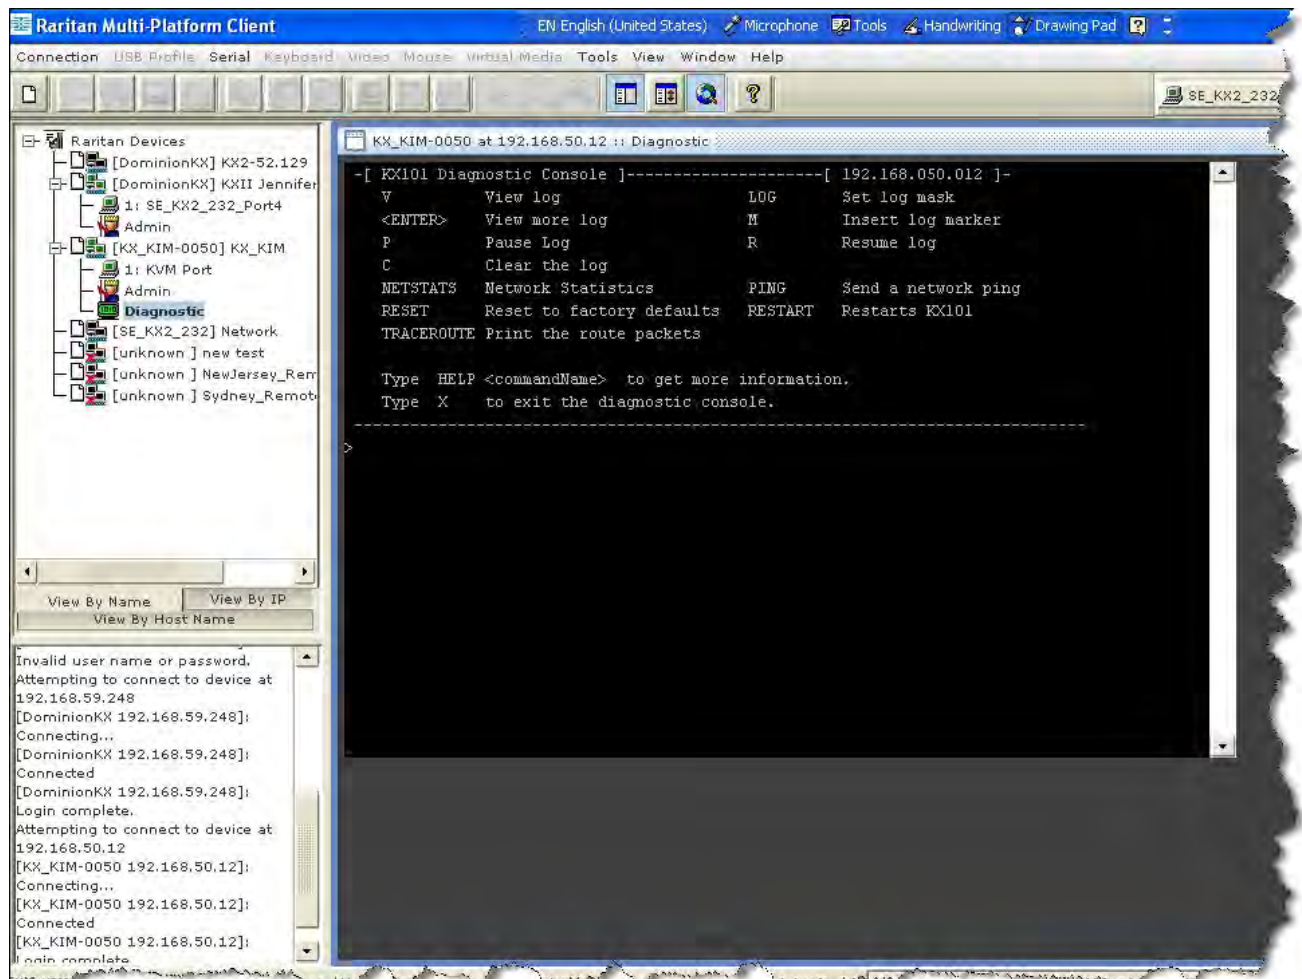 Raritan Multi-Platform Client
EN English (United States) Microphone Tools Handwriting Drawing Pad ?
Connection USB Profile Serial Keyboard Video Mouse Virtual Media Tools View Window Help
SE_KX2_232
Raritan Devices
[DominionKX] KX2-52.129
[DominionKX] KXII Jennifer
1: SE_KX2_232_Port4
Admin
[KX_KIM-0050] KX_KIM
1: KVM Port
Admin
Diagnostic
[SE_KX2_232] Network
[unknown ] new test
[unknown ] NewJersey_Rem
[unknown ] Sydney_Remot
View By Name View By IP
View By Host Name
Invalid user name or password.
Attempting to connect to device at
192.168.59.248
[DominionKX 192.168.59.248]:
Connecting...
[DominionKX 192.168.59.248]:
Connected
[DominionKX 192.168.59.248]:
Login complete.
Attempting to connect to device at
192.168.50.12
[KX_KIM-0050 192.168.50.12]:
Connecting...
[KX_KIM-0050 192.168.50.12]:
Connected
[KX_KIM-0050 192.168.50.12]:
Login complete
KX_KIM-0050 at 192.168.50.12 :: Diagnostic
-[ KX101 Diagnostic Console ]---------------------[ 192.168.050.012 ]-
V View log LOG Set log mask
<ENTER> View more log M Insert log marker
P Pause Log R Resume log
C Clear the log
NETSTATS Network Statistics PING Send a network ping
RESET Reset to factory defaults RESTART Restarts KX101
TRACEROUTE Print the route packets
Type HELP <commandName> to get more information.
Type X to exit the diagnostic console.
------------------------------------------------------------------------------
>